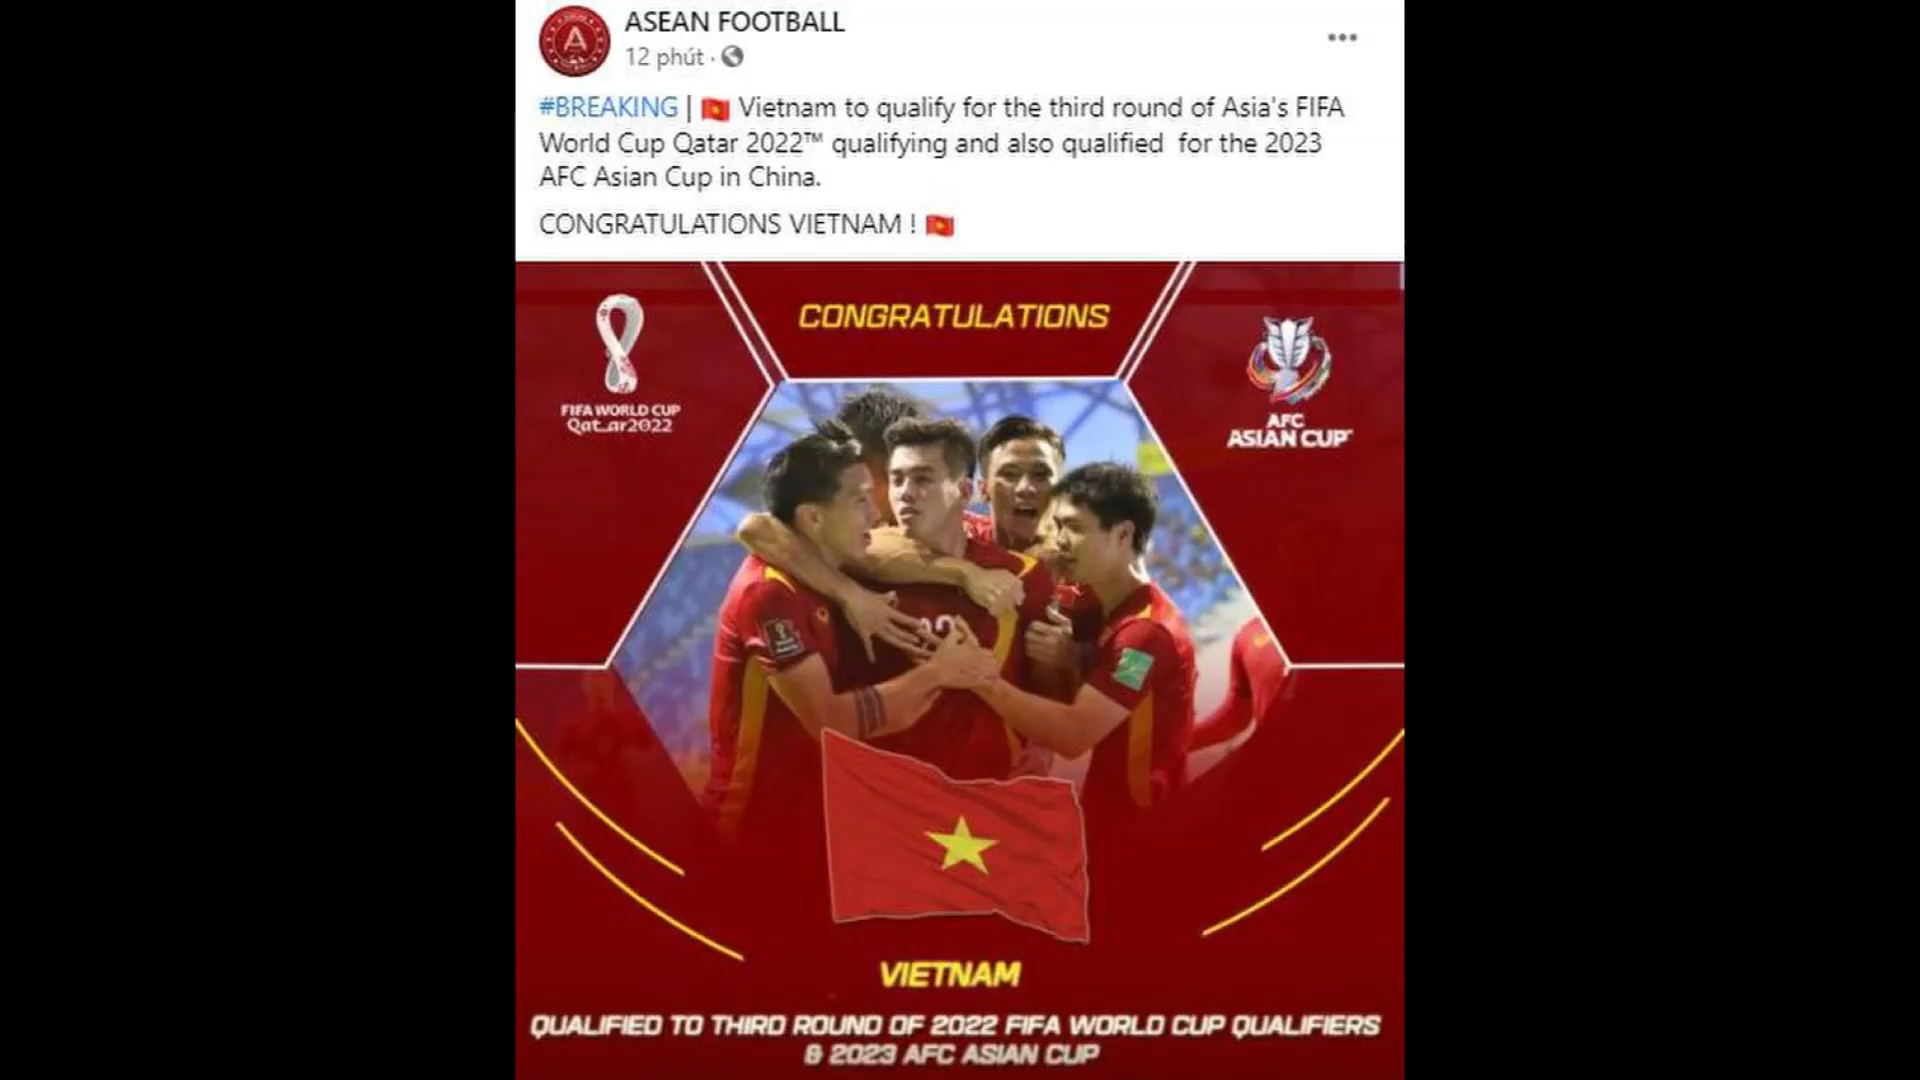 ASEAN FOOTBALL
12 phút ·
#BREAKING | 🇻🇳 Vietnam to qualify for the third round of Asia's FIFA
World Cup Qatar 2022™ qualifying and also qualified for the 2023
AFC Asian Cup in China.
CONGRATULATIONS VIETNAM ! 🇻🇳
CONGRATULATIONS
FIFA WORLD CUP
Qatar2022
AFC
ASIAN CUP™
VIETNAM
QUALIFIED TO THIRD ROUND OF 2022 FIFA WORLD CUP QUALIFIERS
& 2023 AFC ASIAN CUP